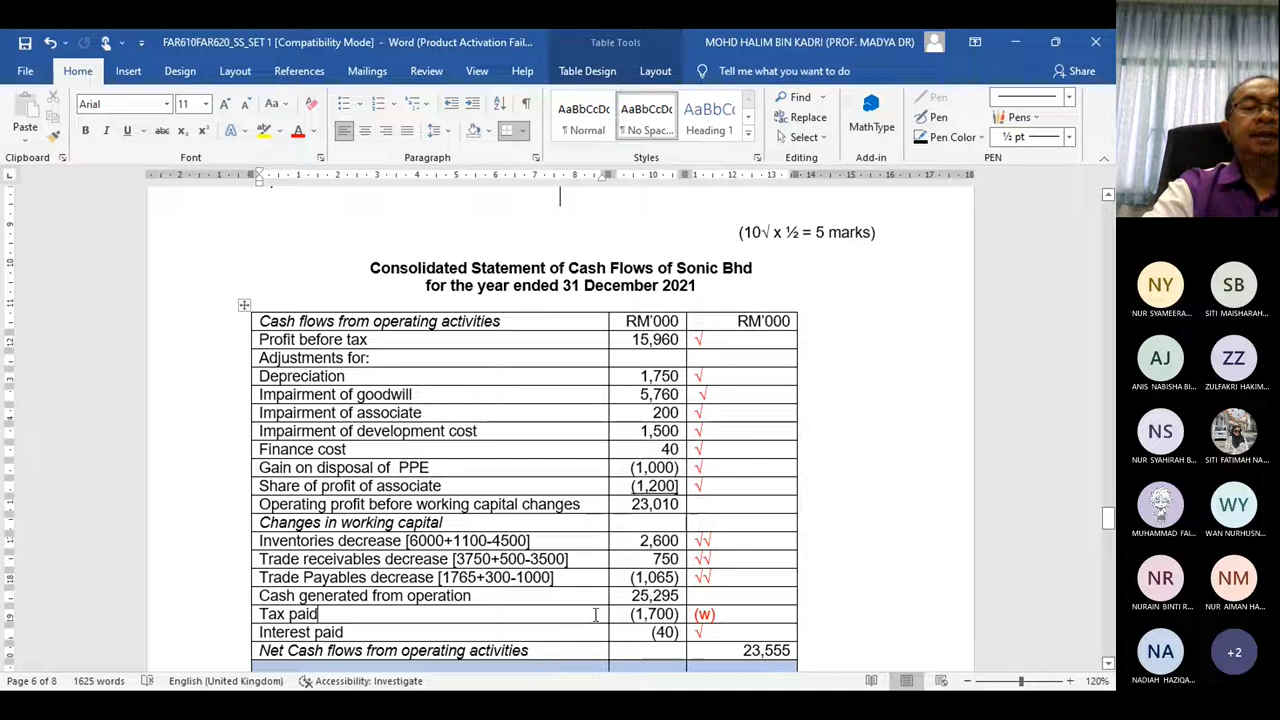 FAR610FAR620_SS_SET 1 [Compatibility Mode] - Word (Product Activation Fail...
Table Tools
MOHD HALIM BIN KADRI (PROF. MADYA DR)
File Home Insert Design Layout References Mailings Review View Help Table Design Layout Tell me what you want to do Share
Paste
Clipboard
Arial 11
Font
Paragraph
AaBbCcDc AaBbCcDc AaBbCc
¶ Normal ¶ No Spac... Heading 1
Styles
Find
Replace
Select
Editing
MathType
Add-in
Pen
Pen
Pen Color
Pens
½ pt
PEN
(10√ x ½ = 5 marks)
Consolidated Statement of Cash Flows of Sonic Bhd
for the year ended 31 December 2021
Cash flows from operating activities RM'000 RM'000
Profit before tax 15,960 √
Adjustments for:
Depreciation 1,750 √
Impairment of goodwill 5,760 √
Impairment of associate 200 √
Impairment of development cost 1,500 √
Finance cost 40 √
Gain on disposal of PPE (1,000) √
Share of profit of associate (1,200] √
Operating profit before working capital changes 23,010
Changes in working capital
Inventories decrease [6000+1100-4500] 2,600 √√
Trade receivables decrease [3750+500-3500] 750 √√
Trade Payables decrease [1765+300-1000] (1,065) √√
Cash generated from operation 25,295
Tax paid (1,700) (w)
Interest paid (40) √
Net Cash flows from operating activities 23,555
Page 6 of 8 1625 words English (United Kingdom) Accessibility: Investigate 120%
NY SB
NUR SYAMEERA... SITI MAISHARAH...
AJ ZZ
ANIS NABISHA BI... ZULFAKRI HAKIM...
NS
NUR SYAHIRAH B... SITI FATIMAH NA...
WY
MUHAMMAD FAI... WAN NURHUSN...
NR NM
NURAIN BINTI R... NUR AIMAN HA...
NA +2
NADIAH HAZIQA...